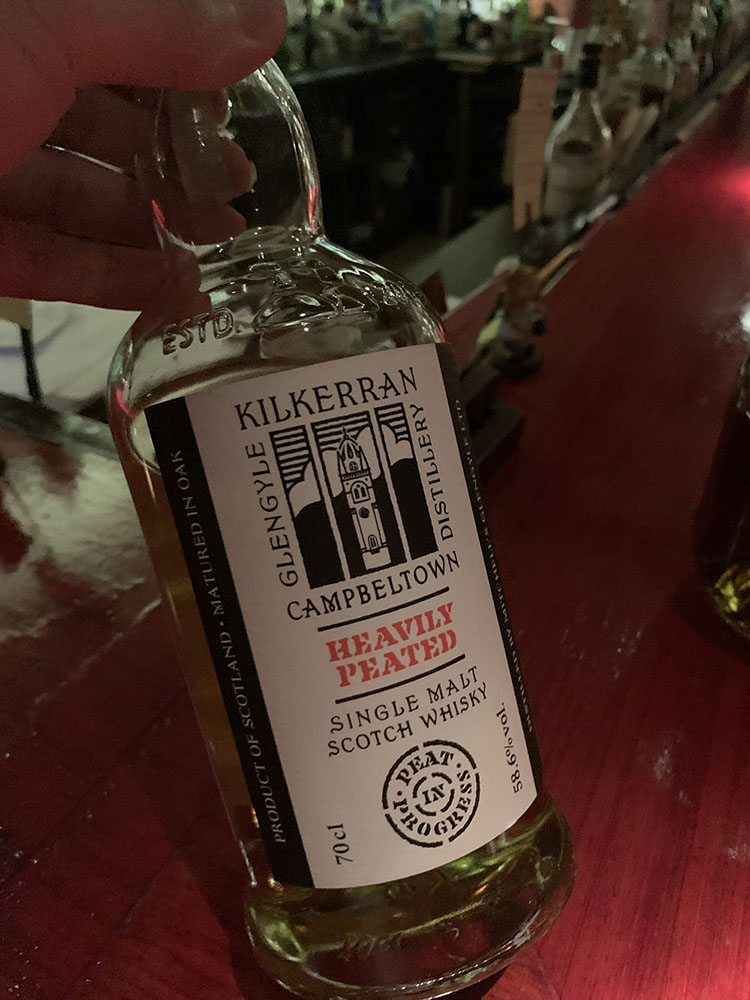 ESTD.
KILKERRAN
GLENGYLE
DISTILLERY
CAMPBELTOWN
HEAVILY
PEATED
SINGLE MALT
SCOTCH WHISKY
PEAT
IN
PROGRESS
70cl
58.6%vol.
PRODUCT OF SCOTLAND · MATURED IN OAK